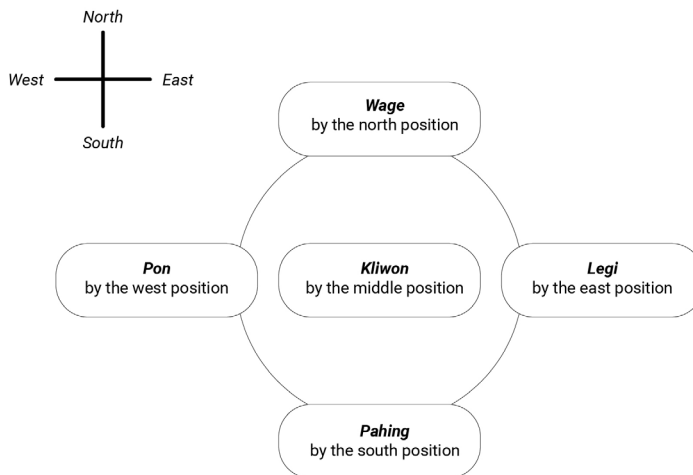 North
West
East
South
Wage
by the north position
Pon
by the west position
Kliwon
by the middle position
Legi
by the east position
Pahing
by the south position